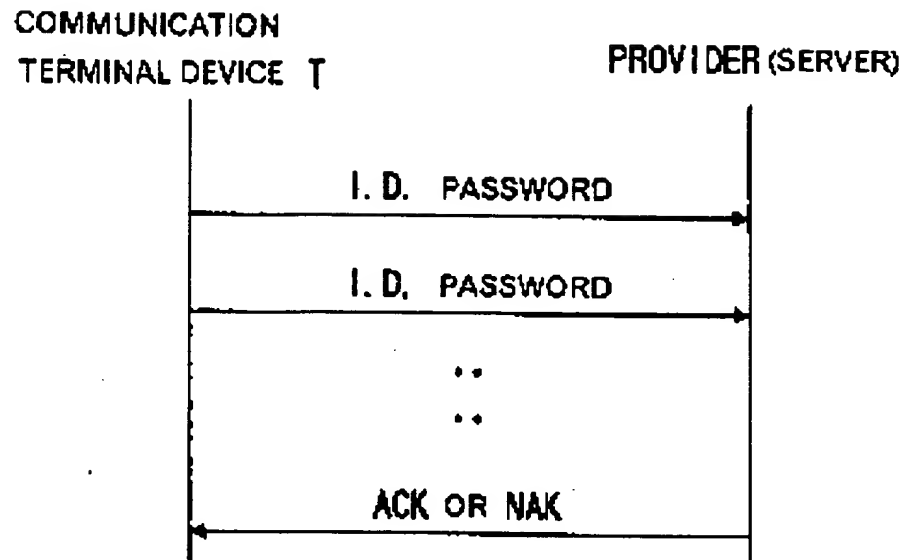 COMMUNICATION
TERMINAL DEVICE T
PROVIDER (SERVER)
I. D. PASSWORD
I. D. PASSWORD
ACK OR NAK